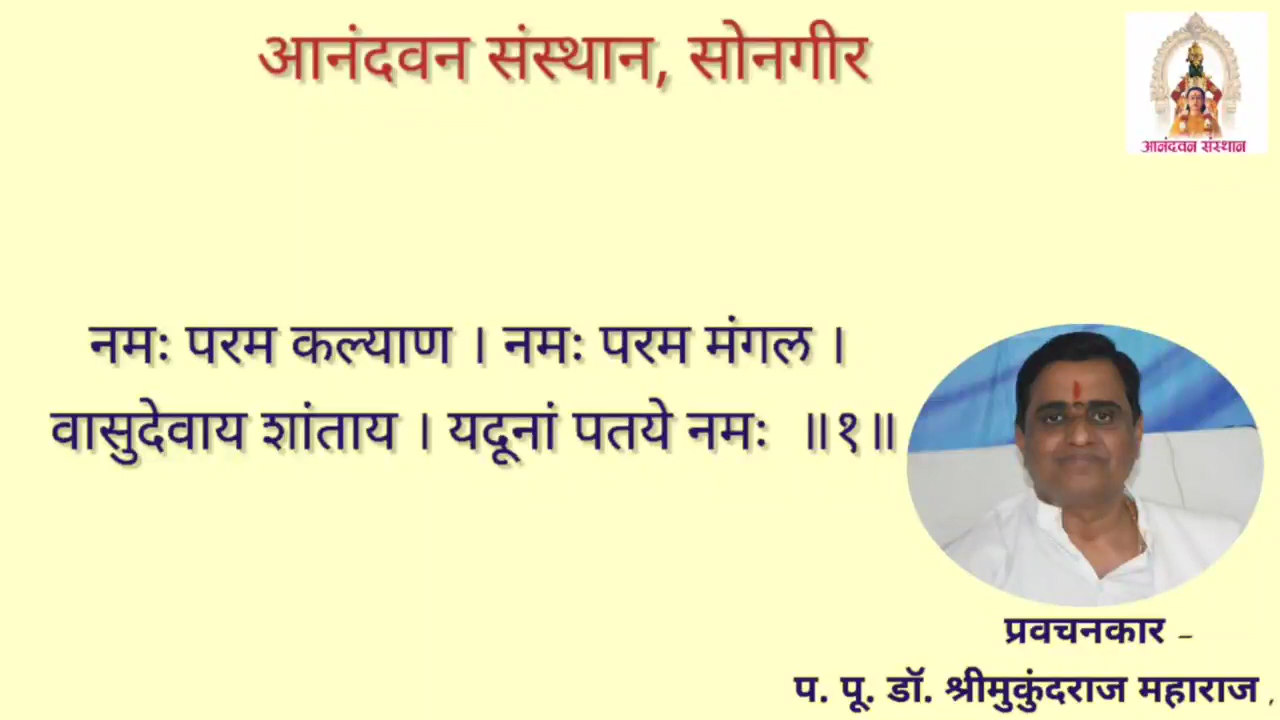 आनंदवन संस्थान, सोनगीर
आनंदवन संस्थान
नमः परम कल्याण । नमः परम मंगल ।
वासुदेवाय शांताय । यदूनां पतये नमः ॥१॥
प्रवचनकार -
प. पू. डॉ. श्रीमुकुंदराज महाराज ,